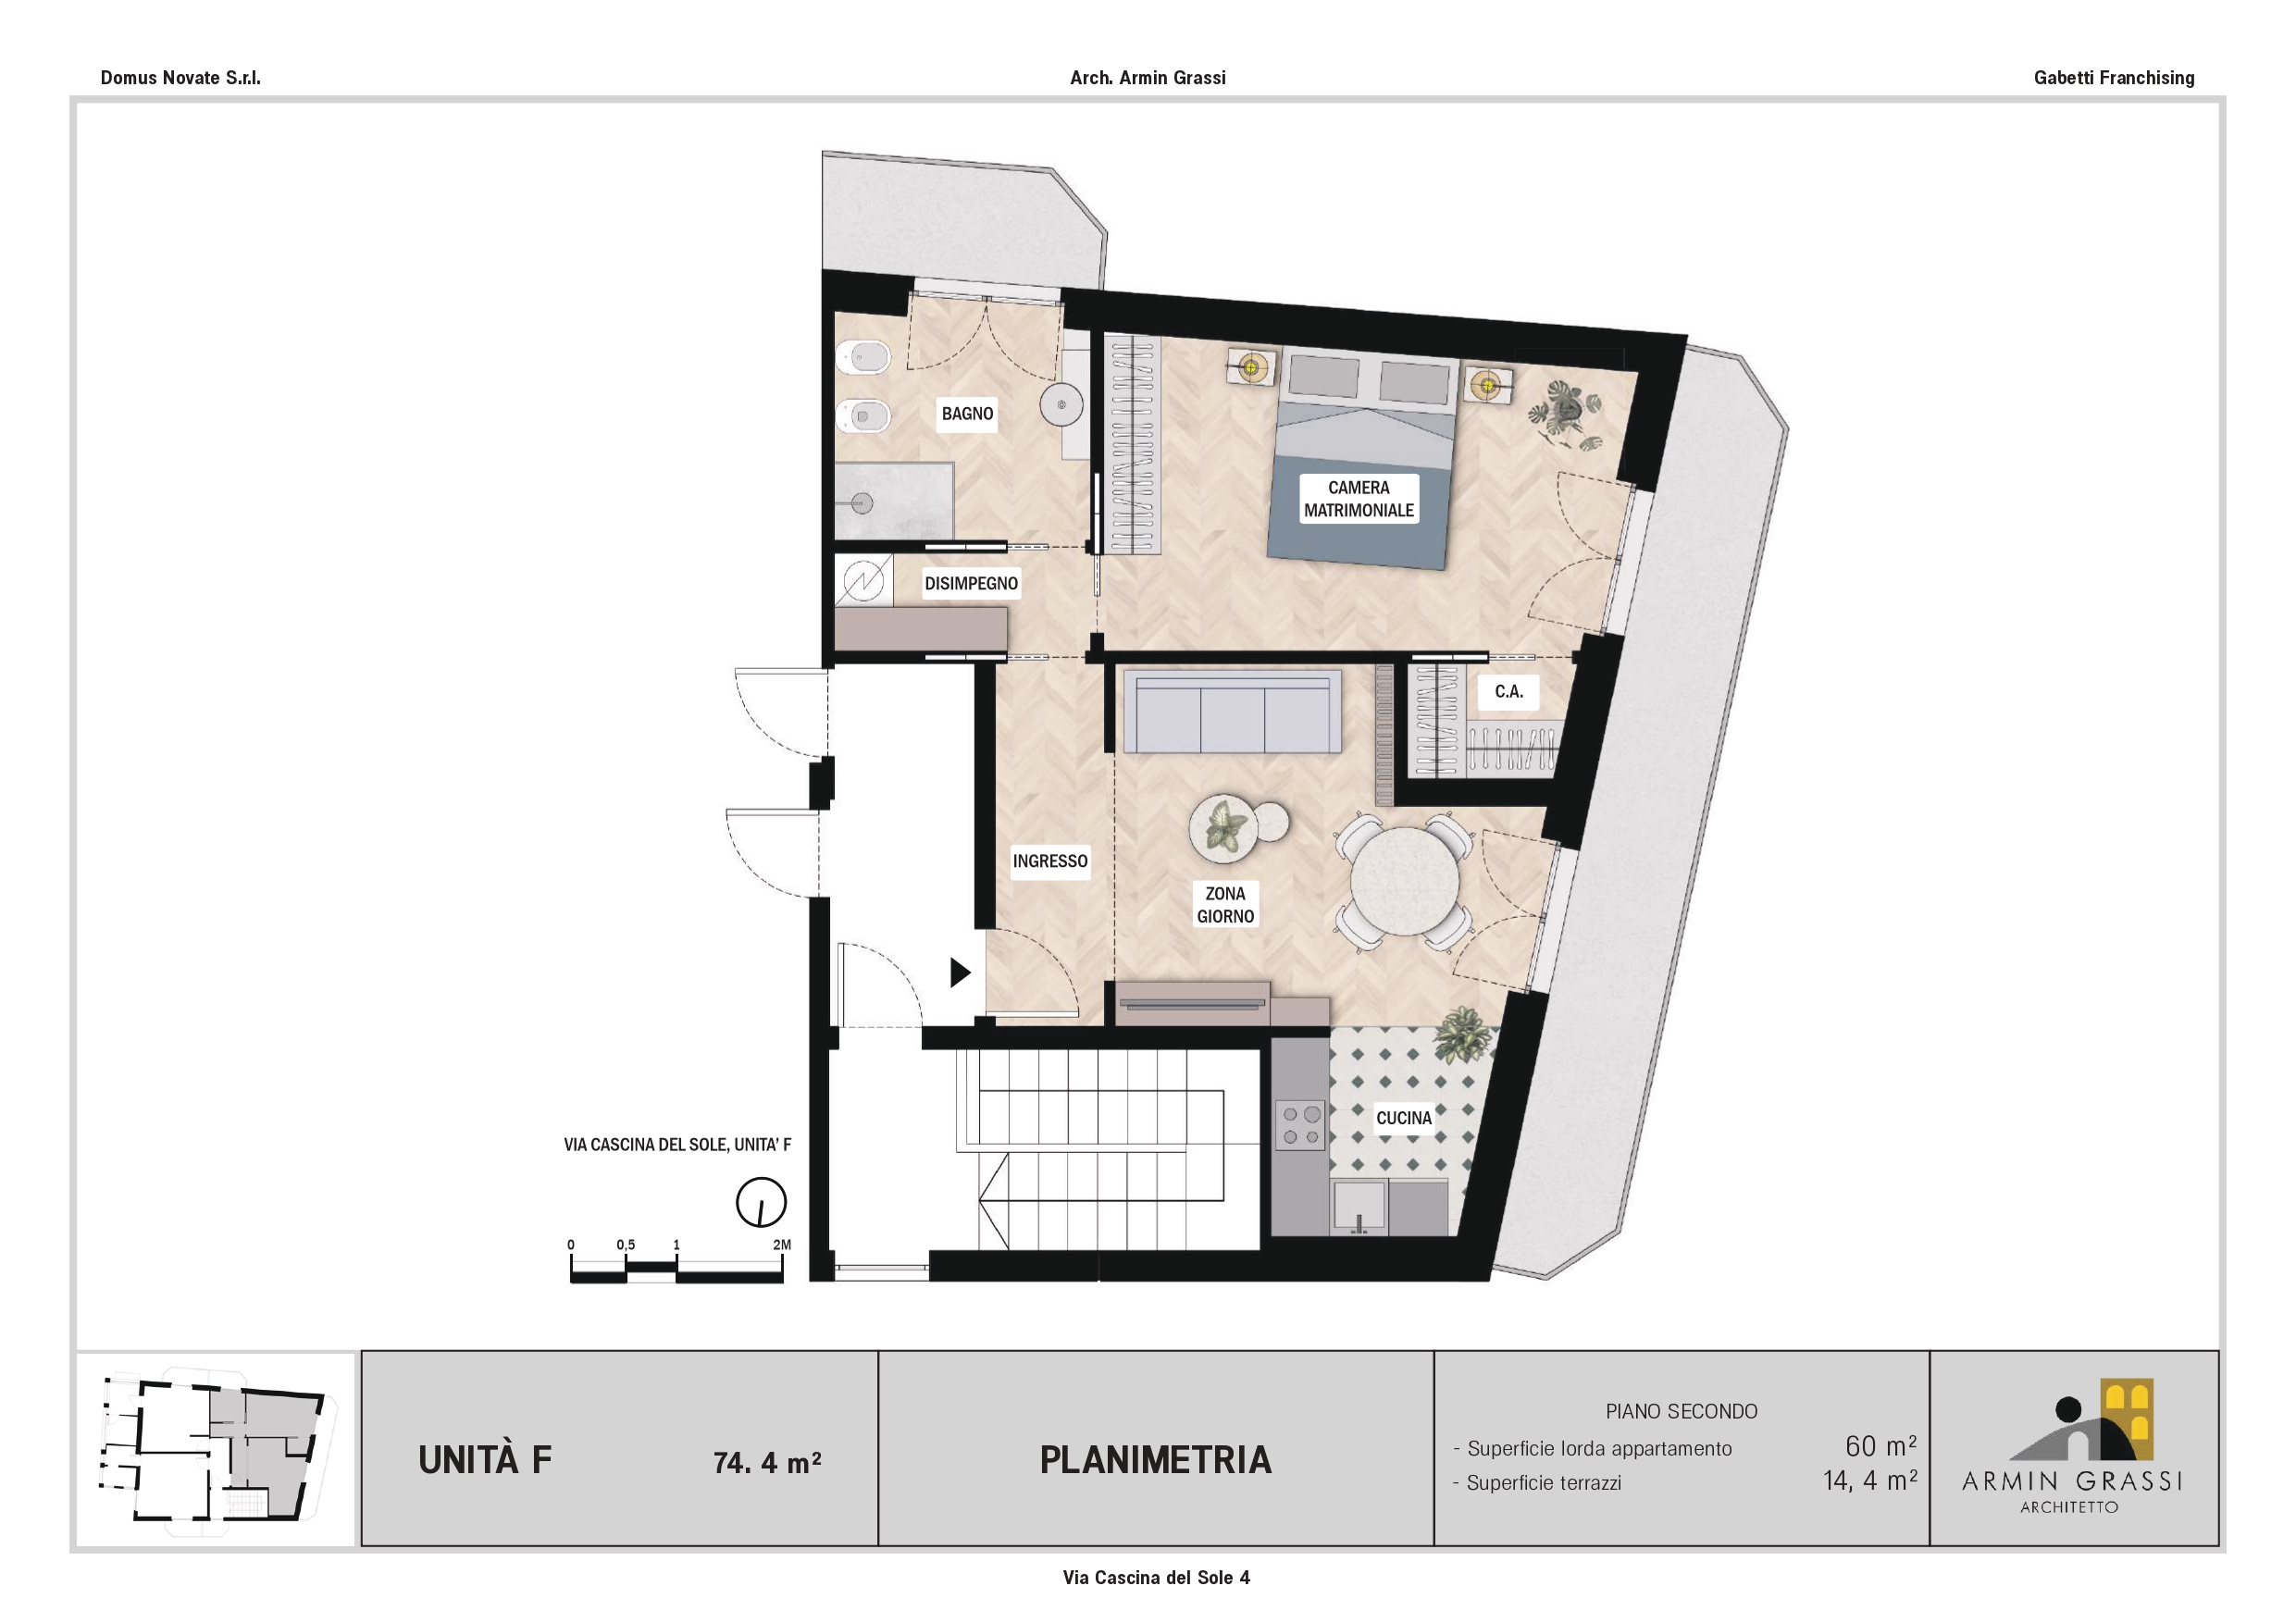 Domus Novate S.r.l.
Arch. Armin Grassi
Gabetti Franchising
BAGNO
CAMERA
MATRIMONIALE
DISIMPEGNO
C.A.
INGRESSO
ZONA
GIORNO
CUCINA
VIA CASCINA DEL SOLE, UNITA' F
0 0,5 1 2M
UNITÀ F 74. 4 m²
PLANIMETRIA
PIANO SECONDO
- Superficie lorda appartamento 60 m²
- Superficie terrazzi 14, 4 m²
ARMIN GRASSI
ARCHITETTO
Via Cascina del Sole 4